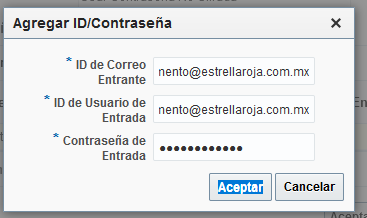 Agregar ID/Contraseña
* ID de Correo Entrante
nento@estrellaroja.com.mx
* ID de Usuario de Entrada
nento@estrellaroja.com.mx
* Contraseña de Entrada
••••••••••••
Aceptar Cancelar